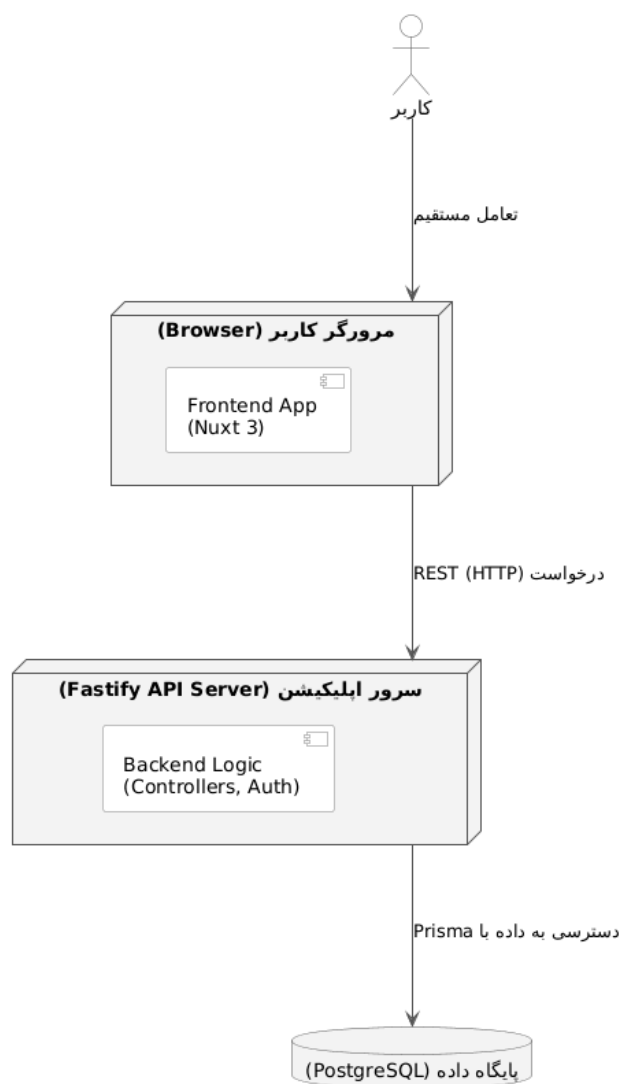 کاربر
تعامل مستقیم
مرورگر کاربر (Browser)
Frontend App
(Nuxt 3)
درخواست REST (HTTP)
سرور اپلیکیشن (Fastify API Server)
Backend Logic
(Controllers, Auth)
دسترسی به داده با Prisma
پایگاه داده (PostgreSQL)